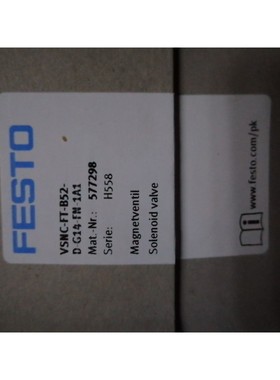 FESTO
VSNC-FT-B52-
D-G14-FN-1A1
Mat.-Nr.: 577298
Serie: H558
Magnetventil
Solenoid valve
www.festo.com/pk